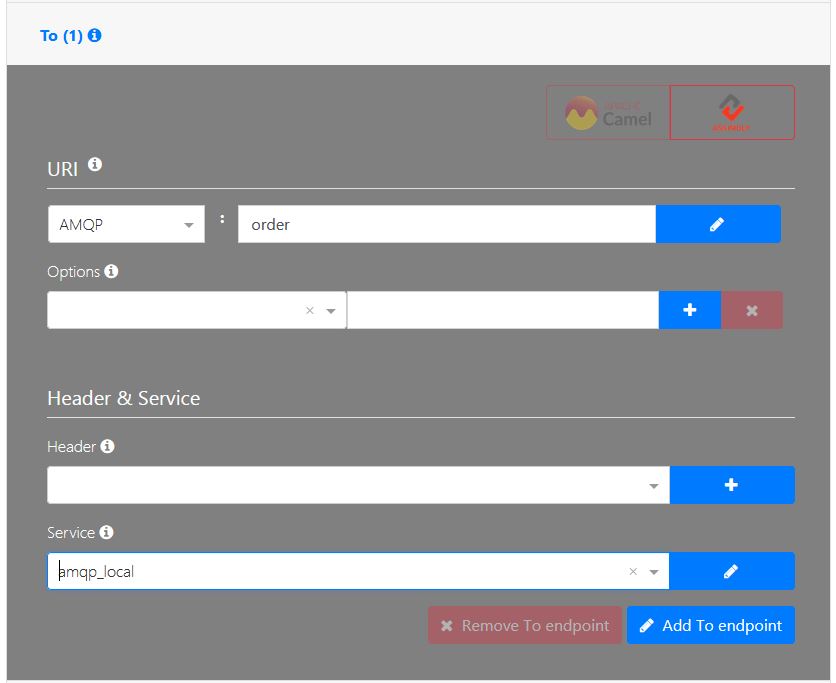 To (1)
APACHE
Camel
ASSIMBLY
URI
AMQP : order
Options
Header & Service
Header
Service
amqp_local
Remove To endpoint Add To endpoint